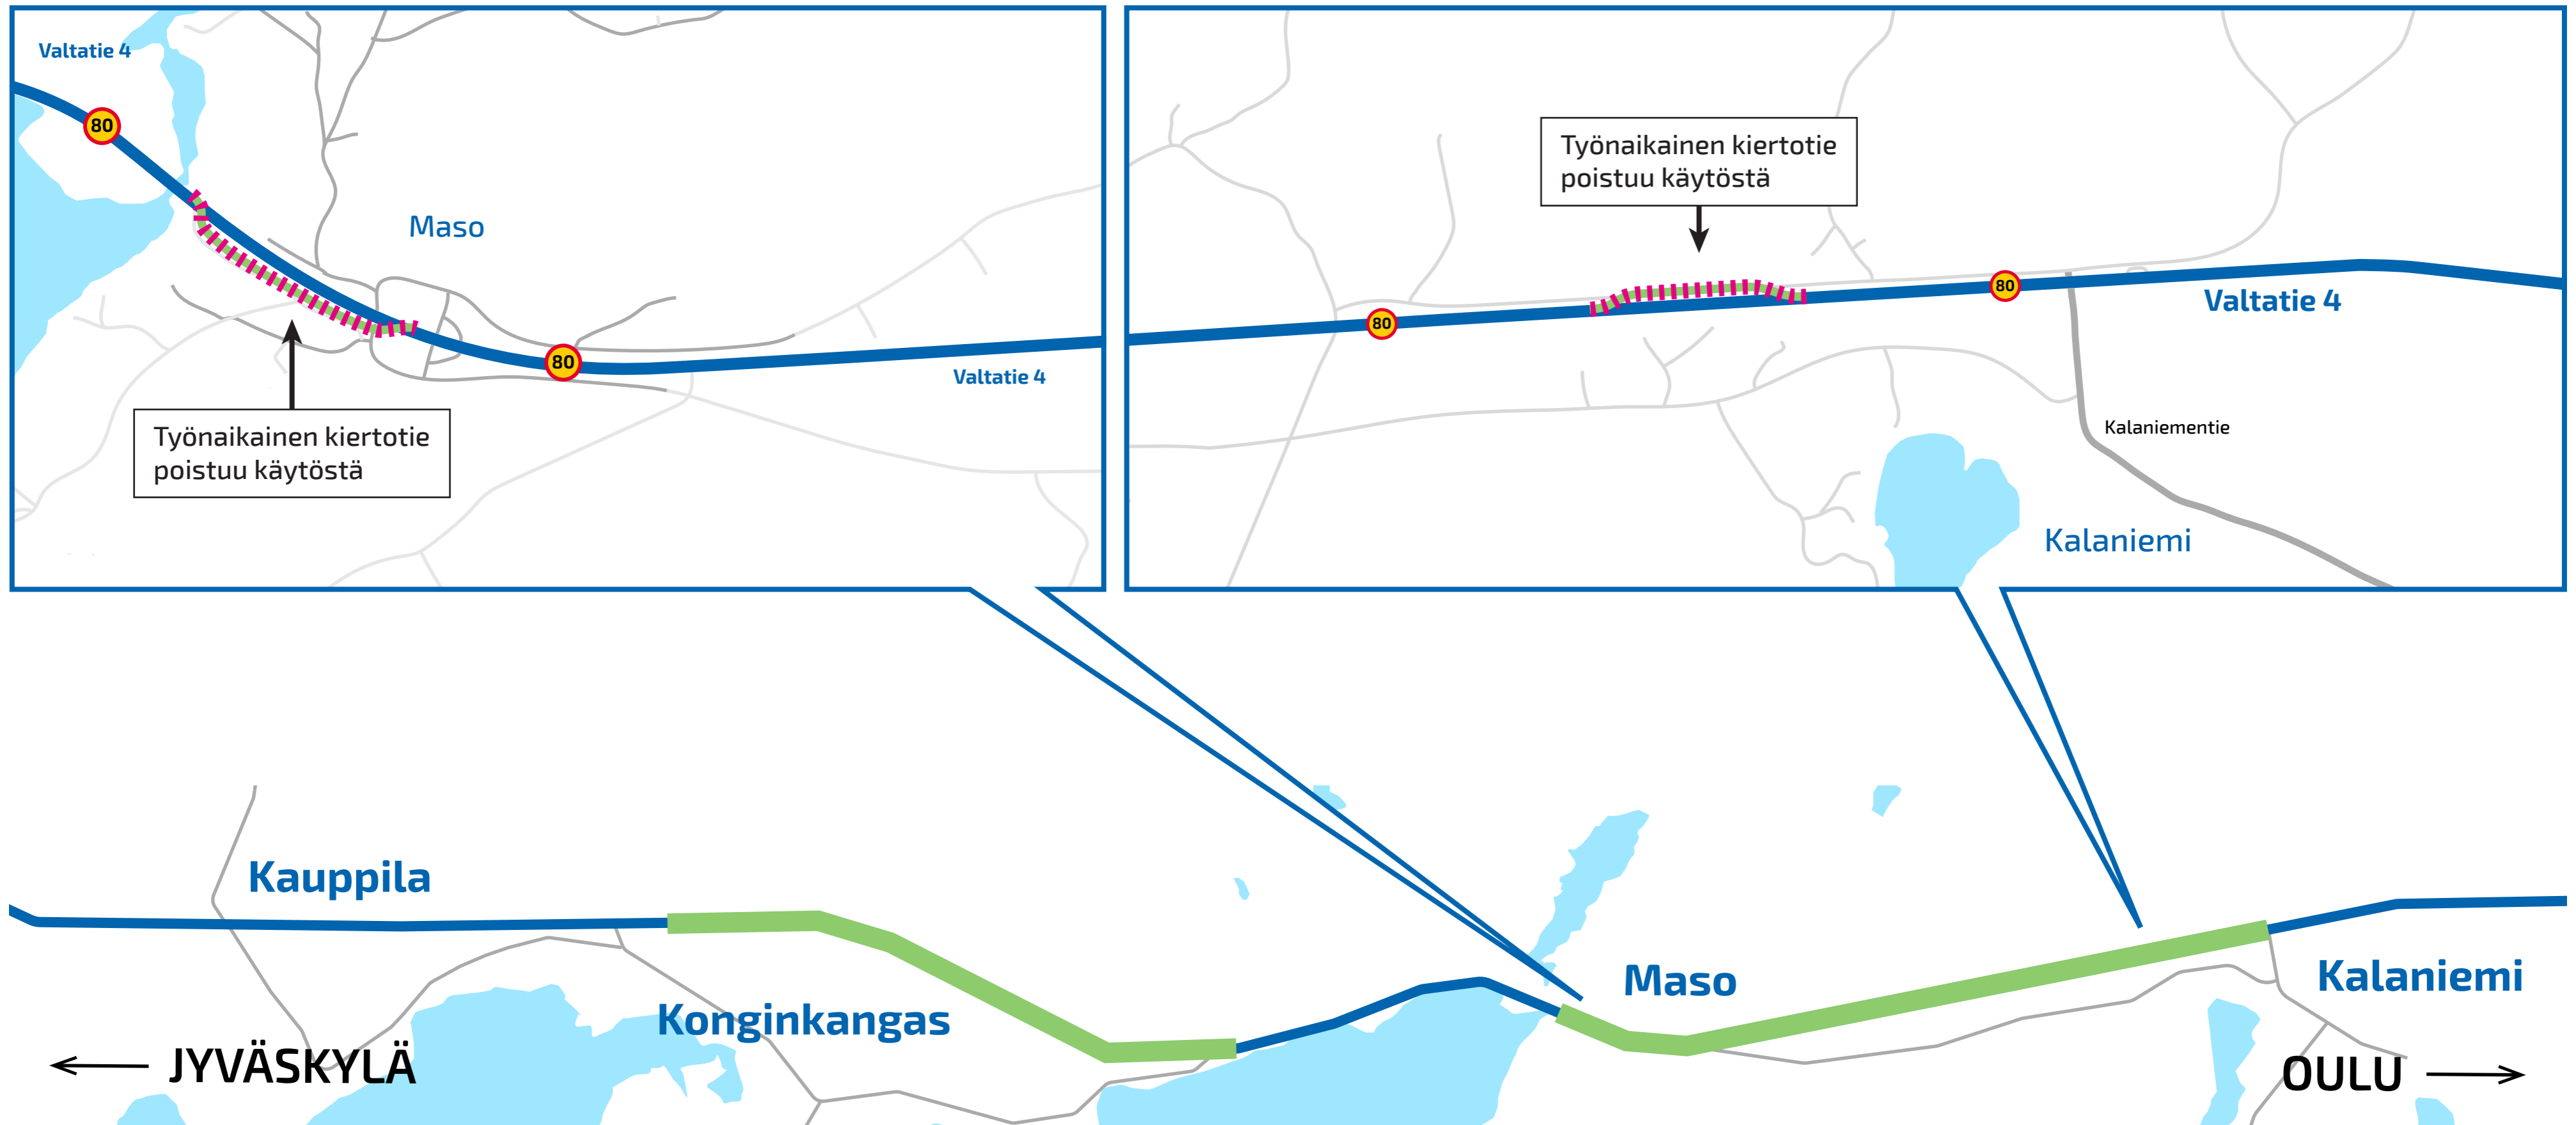 Valtatie 4
80
Maso
80
Valtatie 4
Työnaikainen kiertotie
poistuu käytöstä
Työnaikainen kiertotie
poistuu käytöstä
80
80
Valtatie 4
Kalaniementie
Kalaniemi
Kauppila
Konginkangas
Maso
Kalaniemi
JYVÄSKYLÄ
OULU